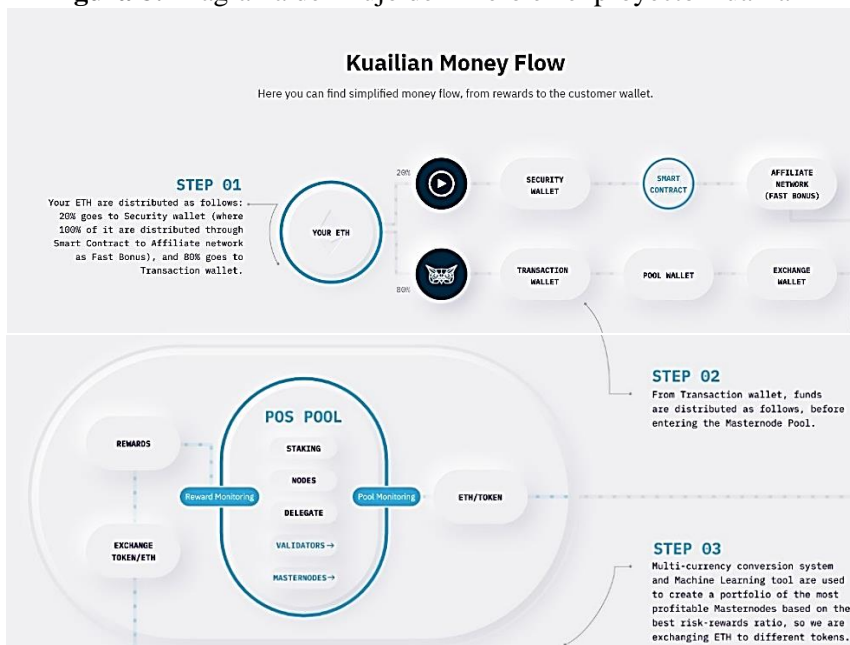 Kuailian Money Flow
Here you can find simplified money flow, from rewards to the customer wallet.
STEP 01
Your ETH are distributed as follows:
20% goes to Security wallet (where
100% of it are distributed through
Smart Contract to Affiliate network
as Fast Bonus), and 80% goes to
Transaction wallet.
YOUR ETH
20%
SECURITY
WALLET
SMART
CONTRACT
AFFILIATE
NETWORK
(FAST BONUS)
80%
TRANSACTION
WALLET
POOL WALLET
EXCHANGE
WALLET
STEP 02
From Transaction wallet, funds
are distributed as follows, before
entering the Masternode Pool.
POS POOL
STAKING
NODES
DELEGATE
VALIDATORS→
MASTERNODES→
REWARDS
Reward Monitoring
Pool Monitoring
ETH/TOKEN
EXCHANGE
TOKEN/ETH
STEP 03
Multi-currency conversion system
and Machine Learning tool are used
to create a portfolio of the most
profitable Masternodes based on the
best risk-rewards ratio, so we are
exchanging ETH to different tokens.